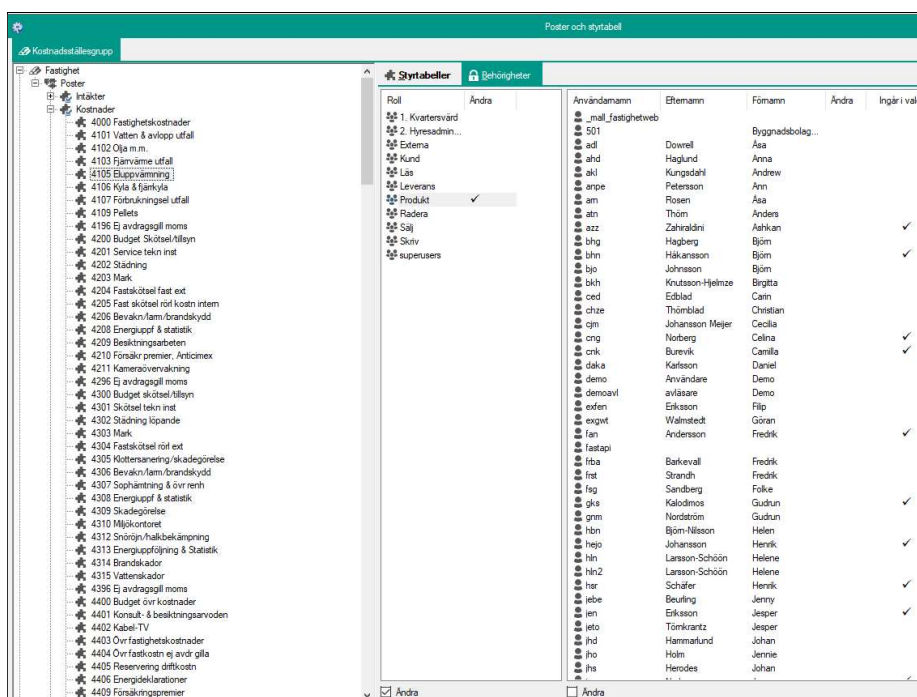 Poster och styrtabell
Kostnadsställesgrupp
Fastighet
Poster
Intäkter
Kostnader
4000 Fastighetskostnader
4101 Vatten & avlopp utfall
4102 Olja m.m.
4103 Fjärrvärme utfall
4105 Eluppvärmning
4106 Kyla & fjärrkyla
4107 Förbrukningsel utfall
4109 Pellets
4196 Ej avdragsgill moms
4200 Budget Skötsel/tillsyn
4201 Service tekn inst
4202 Städning
4203 Mark
4204 Fastskötsel fast ext
4205 Fast skötsel rörl kostn intern
4206 Bevakn/larm/brandskydd
4208 Energiuppf & statistik
4209 Besiktningsarbeten
4210 Försäkr premier, Anticimex
4211 Kameraövervakning
4296 Ej avdragsgill moms
4300 Budget skötsel/tillsyn
4301 Skötsel tekn inst
4302 Städning löpande
4303 Mark
4304 Fastskötsel rörl ext
4305 Klottersanering/skadegörelse
4306 Bevakn/larm/brandskydd
4307 Sophämtning & övr renh
4308 Energiuppf & statistik
4309 Skadegörelse
4310 Miljökontoret
4312 Snöröjn/halkbekämpning
4313 Energiuppföljning & Statistik
4314 Brandskador
4315 Vattenskador
4396 Ej avdragsgill moms
4400 Budget övr kostnader
4401 Konsult- & besiktningsarvoden
4402 Kabel-TV
4403 Övr fastighetskostnader
4404 Övr fastkostn ej avdr gilla
4405 Reservering driftkostn
4406 Energideklarationer
4409 Försäkringspremier
Styrtabeller Behörigheter
Roll Ändra
1. Kvartersvärd
2. Hyresadmin...
Externa
Kund
Läs
Leverans
Produkt ✓
Radera
Sälj
Skriv
superusers
Ändra
Användarnamn Efternamn Förnamn Ändra Ingår i val
_mall_fastighetweb
501 Byggnadsbolag...
adl Dowrell Åsa
ahd Haglund Anna
akl Kungsdahl Andrew
anpe Petersson Ann
arn Rosen Åsa
atn Thörn Anders
azz Zahiraldini Ashkan ✓
bhg Hagberg Björn
bhn Håkansson Björn ✓
bjo Johnsson Björn
bkh Knutsson-Hjelmze Birgitta
ced Edblad Carin
chze Thörnblad Christian
cjm Johansson Meijer Cecilia
cng Norberg Celina ✓
cnk Burevik Camilla ✓
daka Karlsson Daniel
demo Användare Demo
demoavl avläsare Demo
exfen Eriksson Filip
exgwt Walmstedt Göran
fan Andersson Fredrik ✓
fastapi
frba Barkevall Fredrik
frst Strandh Fredrik
fsg Sandberg Folke
gks Kalodimos Gudrun ✓
gnm Nordström Gudrun
hbn Björn-Nilsson Helen
hejo Johansson Henrik ✓
hln Larsson-Schöön Helene
hln2 Larsson-Schöön Helene
hsr Schäfer Henrik ✓
jebe Beurling Jenny
jen Eriksson Jesper ✓
jeto Törnkrantz Jesper
jhd Hammarlund Johan
jho Holm Jennie
jhs Herodes Johan
Ändra